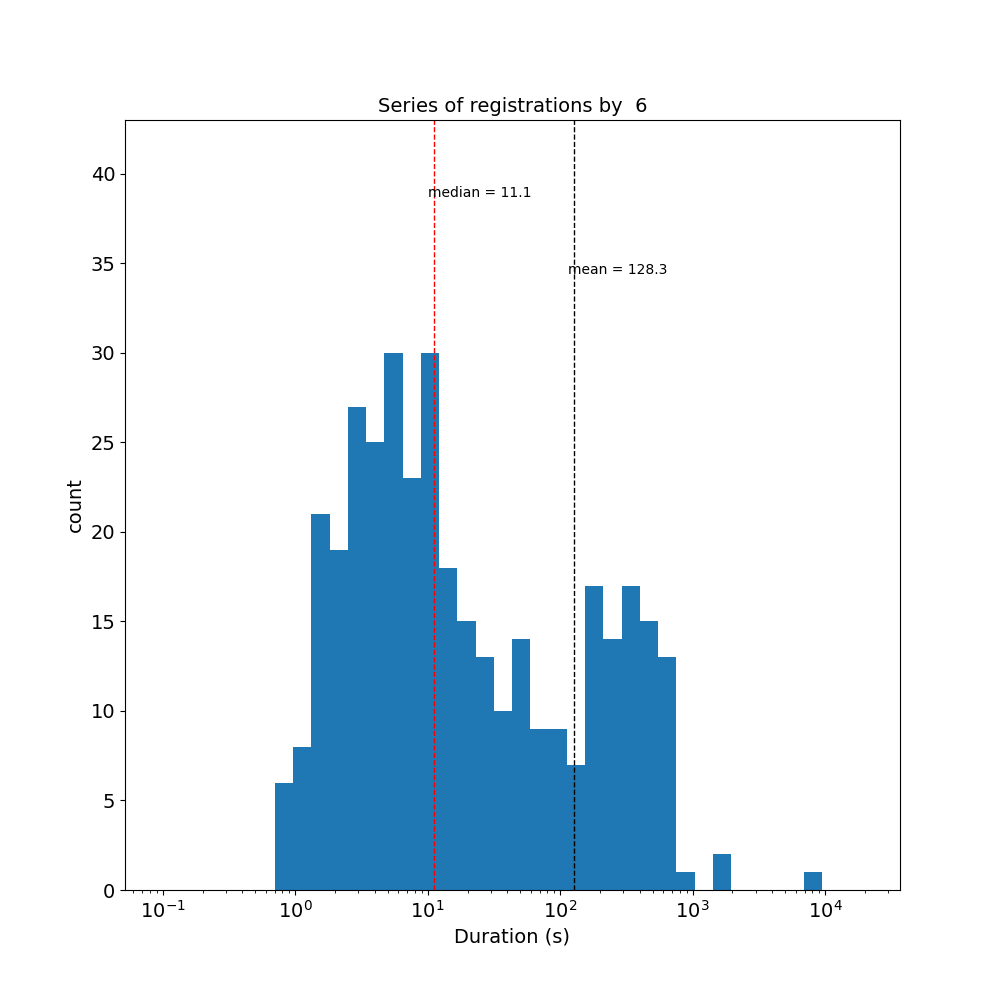 Series of registrations by  6
40
35
30
25
20
15
10
5
0
count
median = 11.1
mean = 128.3
10⁻¹ 10⁰ 10¹ 10² 10³ 10⁴
Duration (s)